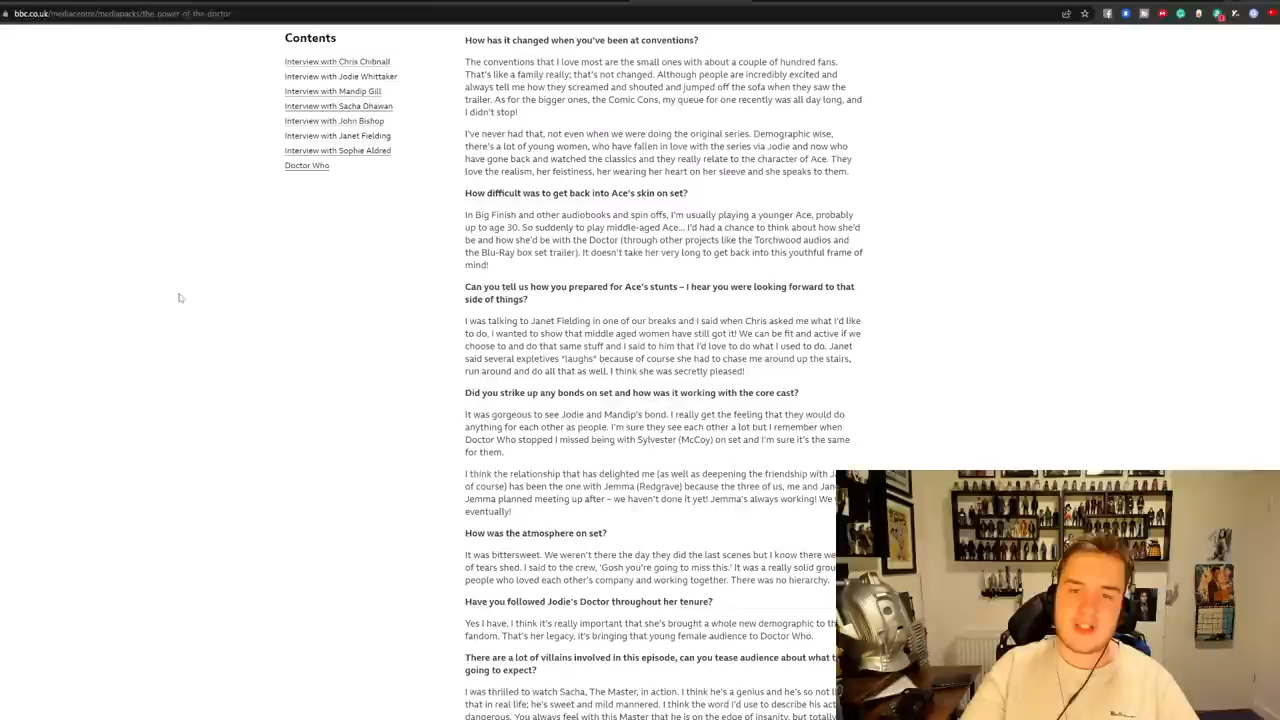 bbc.co.uk/mediacentre/mediapacks/the-power-of-the-doctor
Contents
Interview with Chris Chibnall
Interview with Jodie Whittaker
Interview with Mandip Gill
Interview with Sacha Dhawan
Interview with John Bishop
Interview with Janet Fielding
Interview with Sophie Aldred
Doctor Who
How has it changed when you've been at conventions?
The conventions that I love most are the small ones with about a couple of hundred fans.
That's like a family really; that's not changed. Although people are incredibly excited and
always tell me how they screamed and shouted and jumped off the sofa when they saw the
trailer. As for the bigger ones, the Comic Cons, my queue for one recently was all day long, and
I didn't stop!
I've never had that, not even when we were doing the original series. Demographic wise,
there's a lot of young women, who have fallen in love with the series via Jodie and now who
have gone back and watched the classics and they really relate to the character of Ace. They
love the realism, her feistiness, her wearing her heart on her sleeve and she speaks to them.
How difficult was to get back into Ace's skin on set?
In Big Finish and other audiobooks and spin offs, I'm usually playing a younger Ace, probably
up to age 30. So suddenly to play middle-aged Ace... I'd had a chance to think about how she'd
be and how she'd be with the Doctor (through other projects like the Torchwood audios and
the Blu-Ray box set trailer). It doesn't take her very long to get back into this youthful frame of
mind!
Can you tell us how you prepared for Ace's stunts – I hear you were looking forward to that
side of things?
I was talking to Janet Fielding in one of our breaks and I said when Chris asked me what I'd like
to do, I wanted to show that middle aged women have still got it! We can be fit and active if we
choose to and do that same stuff and I said to him that I'd love to do what I used to do. Janet
said several expletives *laughs* because of course she had to chase me around up the stairs,
run around and do all that as well. I think she was secretly pleased!
Did you strike up any bonds on set and how was it working with the core cast?
It was gorgeous to see Jodie and Mandip's bond. I really get the feeling that they would do
anything for each other as people. I'm sure they see each other a lot but I remember when
Doctor Who stopped I missed being with Sylvester (McCoy) on set and I'm sure it's the same
for them.
I think the relationship that has delighted me (as well as deepening the friendship with
of course) has been the one with Jemma (Redgrave) because the three of us, me and
Jemma planned meeting up after – we haven't done it yet! Jemma's always working!
eventually!
How was the atmosphere on set?
It was bittersweet. We weren't there the day they did the last scenes but I know there
of tears shed. I said to the crew, 'Gosh you're going to miss this.' It was a really solid
people who loved each other's company and working together. There was no hierarchy.
Have you followed Jodie's Doctor throughout her tenure?
Yes I have, I think it's really important that she's brought a whole new demographic to
fandom. That's her legacy, it's bringing that young female audience to Doctor Who.
There are a lot of villains involved in this episode, can you tease audience about what
going to expect?
I was thrilled to watch Sacha, The Master, in action. I think he's a genius and he's so not
that in real life; he's sweet and mild mannered. I think the word I'd use to describe his
dangerous. You always feel with this Master that he is on the edge of insanity, but totally